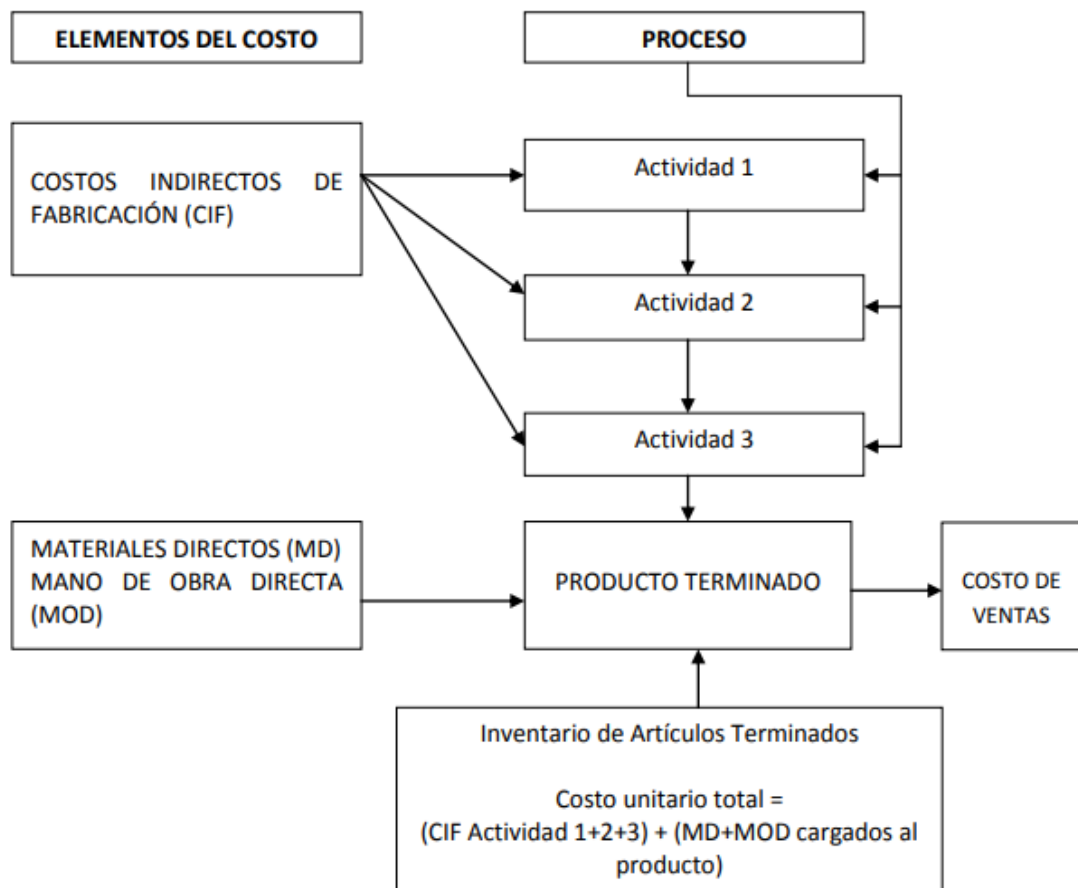 ELEMENTOS DEL COSTO
PROCESO
COSTOS INDIRECTOS DE
FABRICACIÓN (CIF)
Actividad 1
Actividad 2
Actividad 3
MATERIALES DIRECTOS (MD)
MANO DE OBRA DIRECTA
(MOD)
PRODUCTO TERMINADO
COSTO DE
VENTAS
Inventario de Artículos Terminados
Costo unitario total =
(CIF Actividad 1+2+3) + (MD+MOD cargados al
producto)